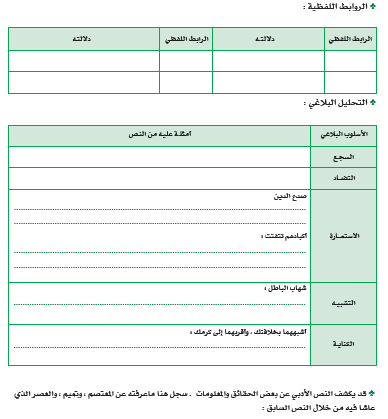 ❖ الروابط اللفظية :
الرابط اللفظي دلالته الرابط اللفظي دلالته
❖ التحليل البلاغي :
الأسلوب البلاغي أمثلة عليه من النص
السجع
التضاد
صدح الدين
الاستعارة
أكبادهم تتفتت :
شهاب الباطل :
التشبيه
أشبههما بخلافتك ، وأقربهما إلى كرمك :
الكناية
❖ قد يكشف النص الأدبي عن بعض الحقائق والمعلومات . سجل هنا ما عرفته عن المعتصم ، وتميم ، والعصر الذي
عاشا فيه من خلال النص السابق :